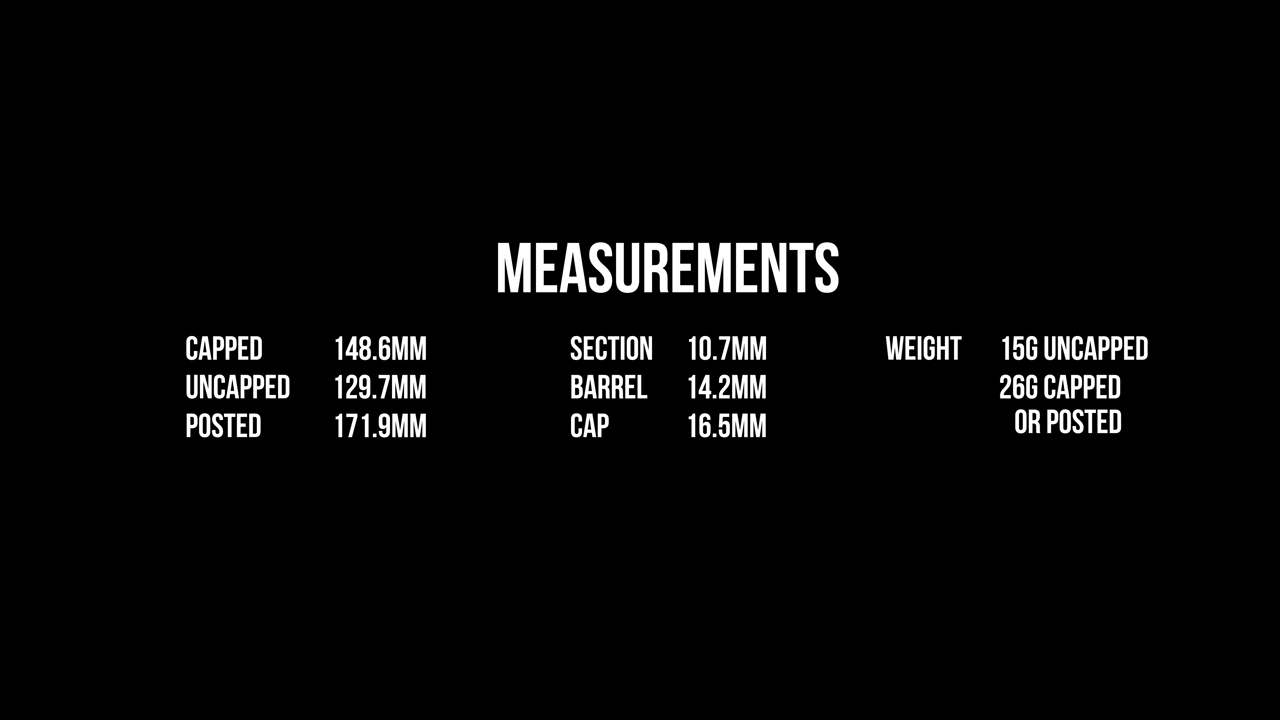 MEASUREMENTS
CAPPED 148.6MM
UNCAPPED 129.7MM
POSTED 171.9MM
SECTION 10.7MM
BARREL 14.2MM
CAP 16.5MM
WEIGHT 15G UNCAPPED
26G CAPPED
OR POSTED